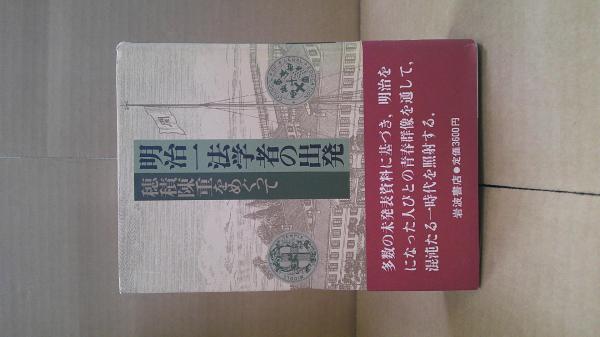 明治一法学者の出発
穂積陳重をめぐって
多数の未発表資料に基づき、明治を
になった人びとの青春群像を通して、
混沌たる一時代を照射する.
岩波書店●定価3600円